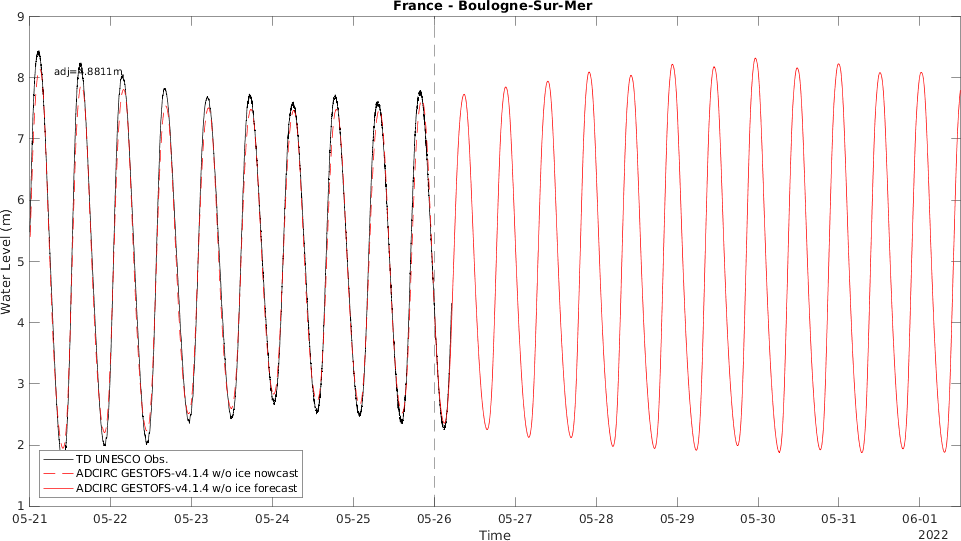 France - Boulogne-Sur-Mer
adj=4.8811m
9
8
7
6
5
4
3
2
1
Water Level (m)
TD UNESCO Obs.
ADCIRC GESTOFS-v4.1.4 w/o ice nowcast
ADCIRC GESTOFS-v4.1.4 w/o ice forecast
05-21 05-22 05-23 05-24 05-25 05-26 05-27 05-28 05-29 05-30 05-31 06-01
Time
2022